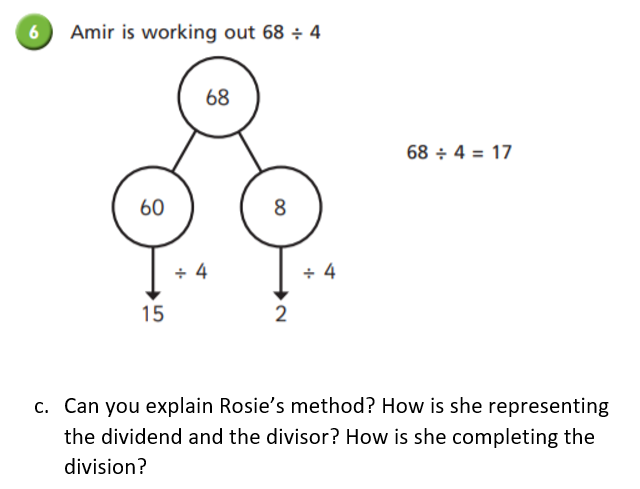 6 Amir is working out 68 ÷ 4
68
68 ÷ 4 = 17
60 8
÷ 4 ÷ 4
15 2
c. Can you explain Rosie’s method? How is she representing
the dividend and the divisor? How is she completing the
division?